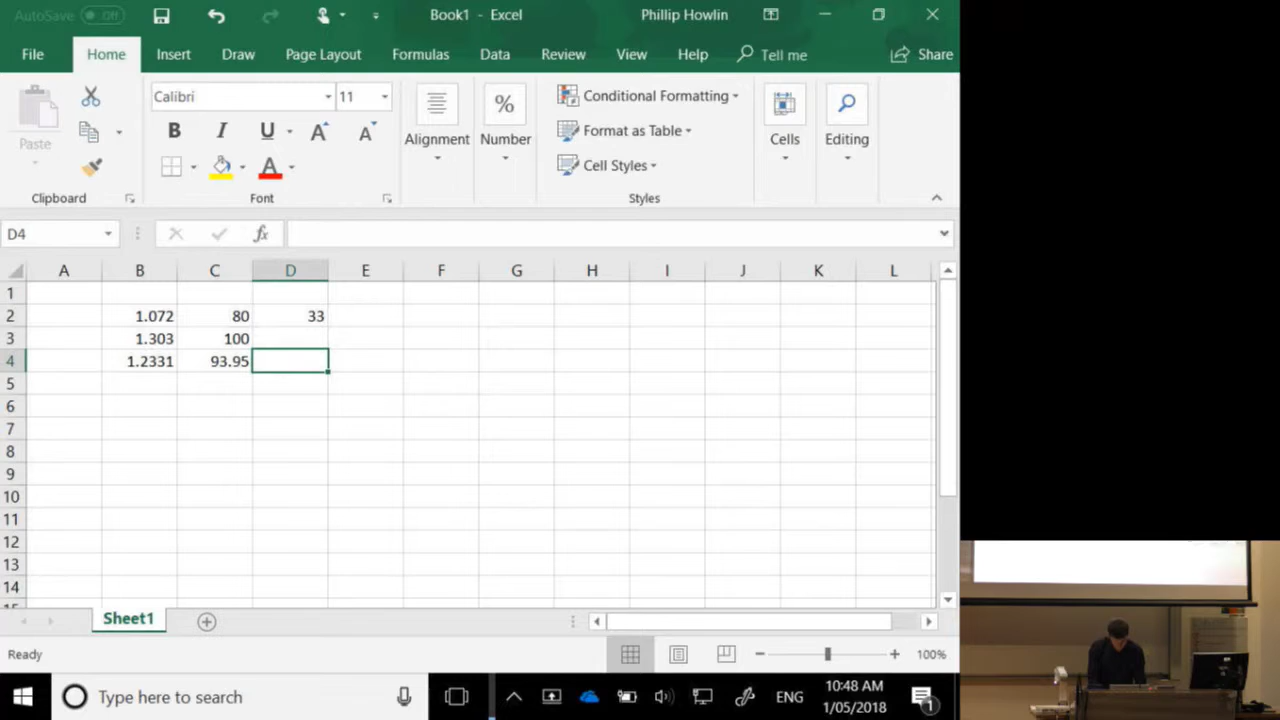 AutoSave Off Book1 - Excel Phillip Howlin
File Home Insert Draw Page Layout Formulas Data Review View Help Tell me Share
Calibri 11
Paste
B I U A A
A
Alignment
%
Number
Conditional Formatting
Format as Table
Cell Styles
Cells
Editing
Clipboard Font Styles
D4 fx
A B C D E F G H I J K L
1
2 1.072 80 33
3 1.303 100
4 1.2331 93.95
5
6
7
8
9
10
11
12
13
14
15
Sheet1
Ready 100%
Type here to search ENG 10:48 AM
1/05/2018 1